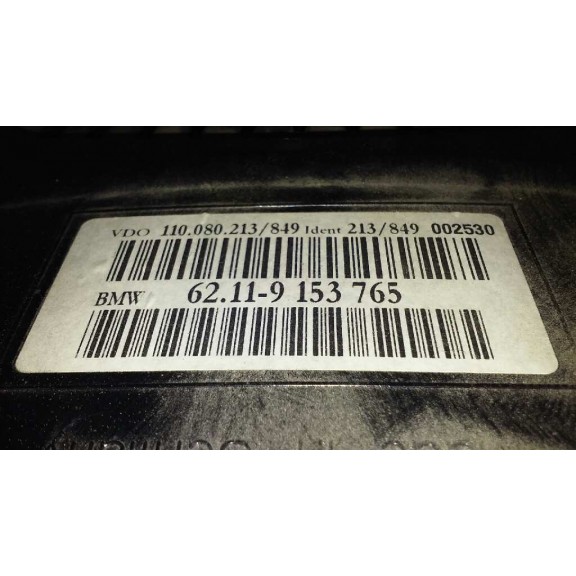 VDO 110.080.213/849 Ident 213/849 002530
BMW 62.11-9 153 765